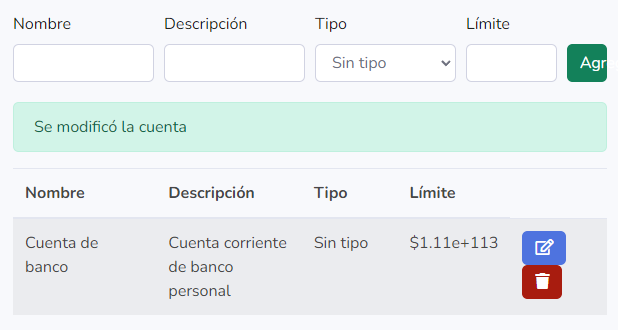 Nombre Descripción Tipo Límite
Sin tipo Agr
Se modificó la cuenta
Nombre Descripción Tipo Límite
Cuenta de Cuenta corriente Sin tipo $1.11e+113
banco de banco
personal